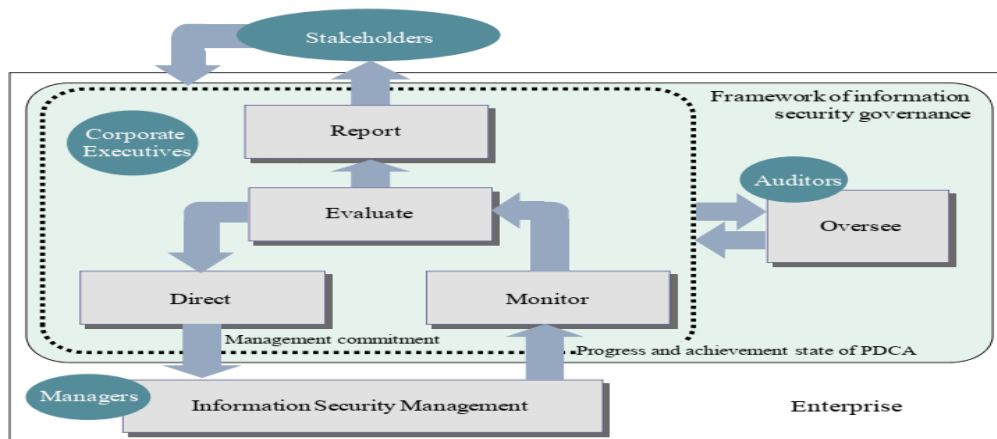 Stakeholders
Framework of information
security governance
Corporate
Executives
Report
Auditors
Evaluate
Oversee
Direct
Monitor
Management commitment
Progress and achievement state of PDCA
Managers
Information Security Management
Enterprise